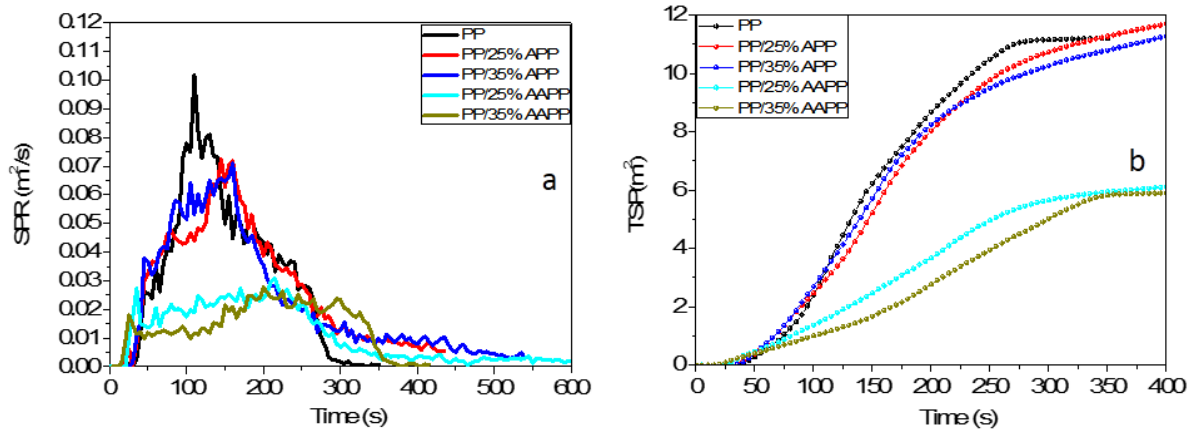 0.12
0.11
0.10
0.09
0.08
0.07
0.06
0.05
0.04
0.03
0.02
0.01
0.00
SPR (m²/s)
PP
PP/25% APP
PP/35% APP
PP/25% AAPP
PP/35% AAPP
a
0 100 200 300 400 500 600
Time (s)
12
10
8
6
4
2
0
TSP(m²)
PP
PP/25% APP
PP/35% APP
PP/25% AAPP
PP/35% AAPP
b
0 50 100 150 200 250 300 350 400
Time (s)